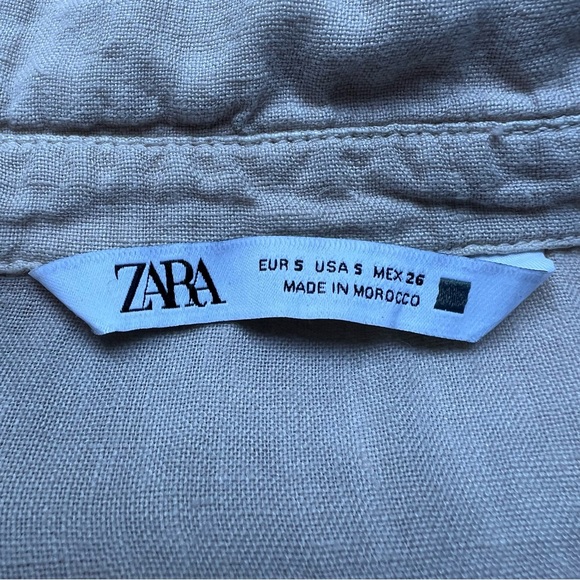 ZARA
EUR S USA S MEX 26
MADE IN MOROCCO